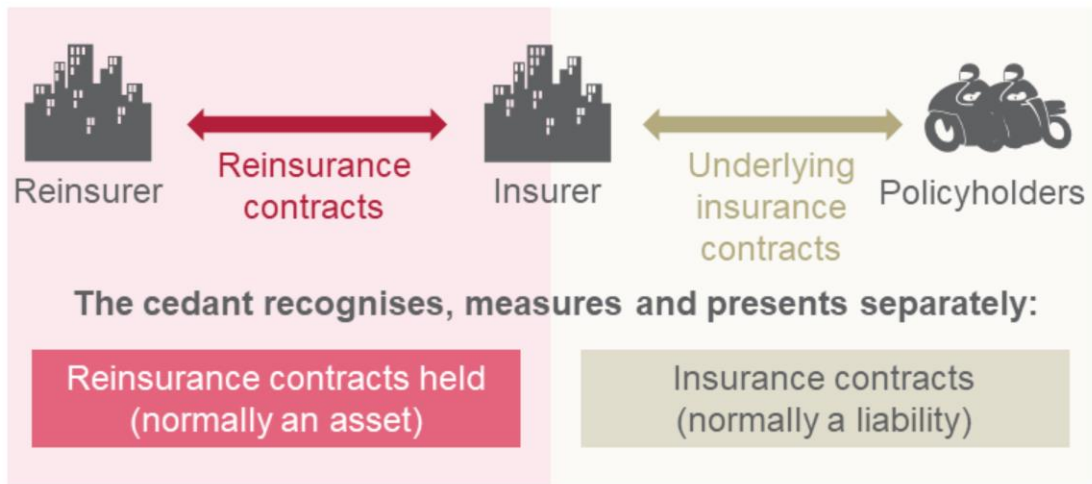 Reinsurer
Reinsurance
contracts
Insurer
Underlying
insurance
contracts
Policyholders
The cedant recognises, measures and presents separately:
Reinsurance contracts held
(normally an asset)
Insurance contracts
(normally a liability)